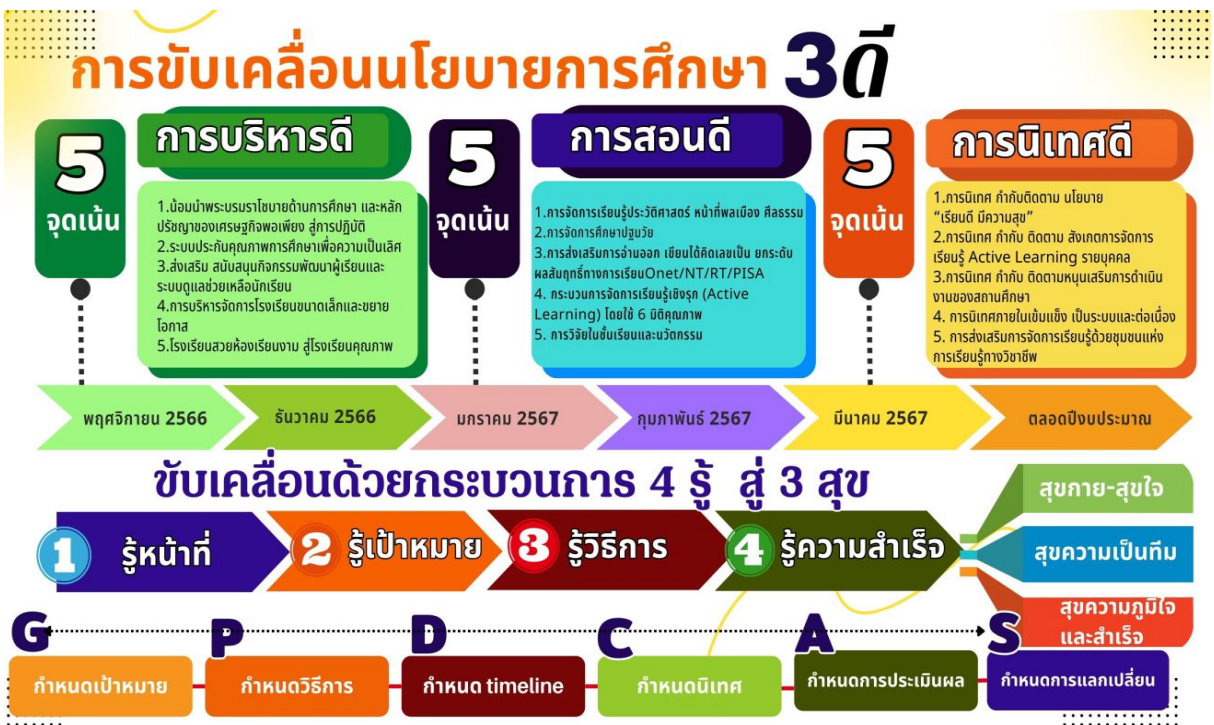 การขับเคลื่อนนโยบายการศึกษา 3ดี
5
จุดเน้น
การบริหารดี
1.น้อมนำพระบรมราโชบายด้านการศึกษา และหลัก
ปรัชญาของเศรษฐกิจพอเพียง สู่การปฏิบัติ
2.ระบบประกันคุณภาพการศึกษาเพื่อความเป็นเลิศ
3.ส่งเสริม สนับสนุนกิจกรรมพัฒนาผู้เรียนและ
ระบบดูแลช่วยเหลือนักเรียน
4.การบริหารจัดการโรงเรียนขนาดเล็กและขยาย
โอกาส
5.โรงเรียนสวยห้องเรียนงาม สู่โรงเรียนคุณภาพ
5
จุดเน้น
การสอนดี
1.การจัดการเรียนรู้ประวัติศาสตร์ หน้าที่พลเมือง ศีลธรรม
2.การจัดการศึกษาปฐมวัย
3.การส่งเสริมการอ่านออก เขียนได้คิดเลขเป็น ยกระดับ
ผลสัมฤทธิ์ทางการเรียนOnet/NT/RT/PISA
4. กระบวนการจัดการเรียนรู้เชิงรุก (Active
Learning) โดยใช้ 6 มิติคุณภาพ
5. การวิจัยในชั้นเรียนและนวัตกรรม
5
จุดเน้น
การนิเทศดี
1.การนิเทศ กำกับติดตาม นโยบาย
“เรียนดี มีความสุข”
2.การนิเทศ กำกับ ติดตาม สังเกตการจัดการ
เรียนรู้ Active Learning รายบุคคล
3.การนิเทศ กำกับ ติดตามหนุนเสริมการดำเนิน
งานของสถานศึกษา
4. การนิเทศภายในเข้มแข็ง เป็นระบบและต่อเนื่อง
5. การส่งเสริมการจัดการเรียนรู้ด้วยชุมชนแห่ง
การเรียนรู้ทางวิชาชีพ
พฤศจิกายน 2566
ธันวาคม 2566
มกราคม 2567
กุมภาพันธ์ 2567
มีนาคม 2567
ตลอดปีงบประมาณ
ขับเคลื่อนด้วยกระบวนการ 4 รู้ สู่ 3 สุข
1 รู้หน้าที่
2 รู้เป้าหมาย
3 รู้วิธีการ
4 รู้ความสำเร็จ
สุขกาย-สุขใจ
สุขความเป็นทีม
สุขความภูมิใจ
และสำเร็จ
G
กำหนดเป้าหมาย
P
กำหนดวิธีการ
D
กำหนด timeline
C
กำหนดนิเทศ
A
กำหนดการประเมินผล
S
กำหนดการแลกเปลี่ยน